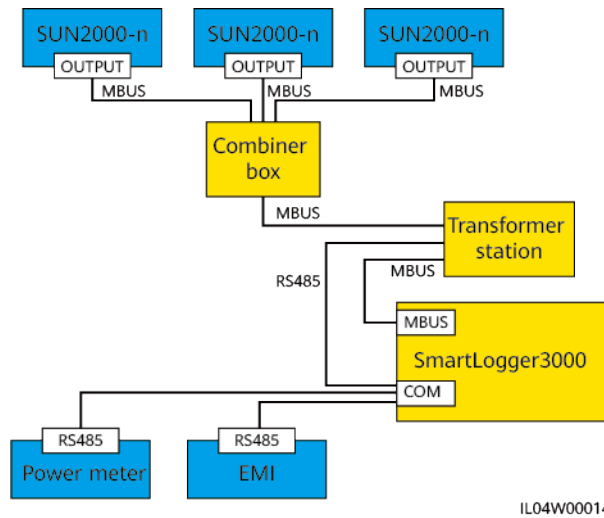 SUN2000-n
SUN2000-n
SUN2000-n
OUTPUT
OUTPUT
OUTPUT
MBUS
MBUS
MBUS
Combiner
box
MBUS
Transformer
station
RS485
MBUS
MBUS
SmartLogger3000
COM
RS485
RS485
Power meter
EMI
IL04W00014